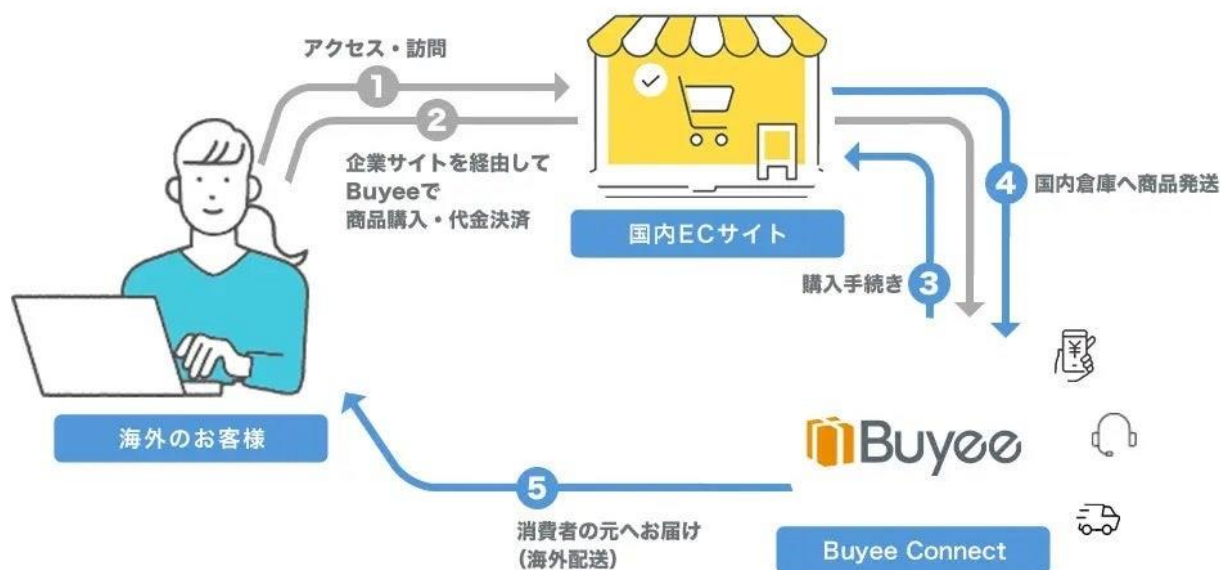 アクセス・訪問
1
2
企業サイトを経由して
Buyeeで
商品購入・代金決済
国内ECサイト
4
国内倉庫へ商品発送
購入手続き
3
¥
海外のお客様
Buyee
5
消費者の元へお届け
(海外配送)
Buyee Connect